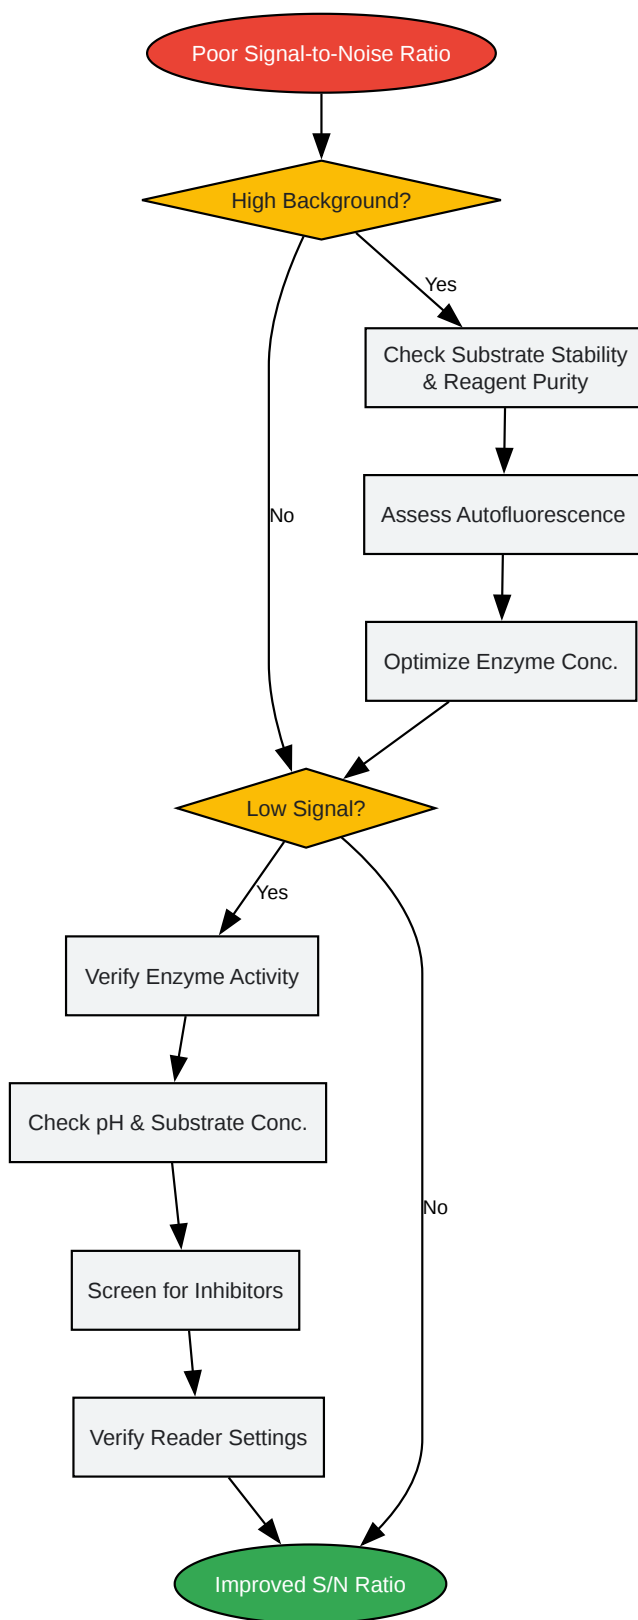 Poor Signal-to-Noise Ratio
High Background?
Yes
Check Substrate Stability
& Reagent Purity
No
Assess Autofluorescence
Optimize Enzyme Conc.
Low Signal?
Yes
Verify Enzyme Activity
Check pH & Substrate Conc.
No
Screen for Inhibitors
Verify Reader Settings
Improved S/N Ratio